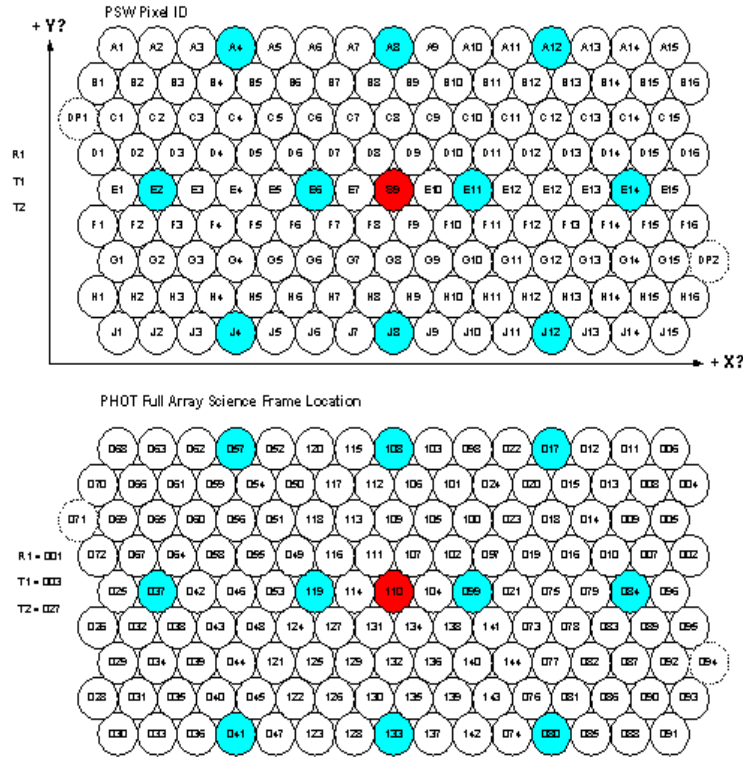 PSW Pixel ID
+ Y?
A1 A2 A3 A4 A5 A6 A7 A8 A9 A10 A11 A12 A13 A14 A15
B1 B2 B3 B4 B5 B6 B7 B8 B9 B10 B11 B12 B13 B14 B15 B16
DP1 C1 C2 C3 C4 C5 C6 C7 C8 C9 C10 C11 C12 C13 C14 C15
R1 D1 D2 D3 D4 D5 D6 D7 D8 D9 D10 D11 D12 D13 D14 D15 D16
T1 E1 E2 E3 E4 E5 E6 E7 E9 E10 E11 E12 E12 E13 E14 E15
T2
F1 F2 F3 F4 F5 F6 F7 F8 F9 F10 F11 F12 F13 F14 F15 F16
G1 G2 G3 G4 G5 G6 G7 G8 G9 G10 G11 G12 G13 G14 G15 DP2
H1 H2 H3 H4 H5 H6 H7 H8 H9 H10 H11 H12 H13 H14 H15 H16
J1 J2 J3 J4 J5 J6 J7 J8 J9 J10 J11 J12 J13 J14 J15
+ X?
PHOT Full Array Science Frame Location
068 063 062 057 052 120 115 108 103 098 022 017 012 011 006
070 066 061 059 054 050 117 112 106 101 024 020 015 013 008 004
071 069 065 060 056 051 118 113 109 105 100 023 018 014 009 005
R1 = 001 072 067 064 058 055 049 116 111 107 102 097 019 016 010 007 002
T1 = 003 025 037 042 046 053 119 114 110 104 099 021 075 079 084 089
T2 = 027
026 032 038 043 048 124 127 131 134 138 141 073 078 083 089 095
029 034 039 044 121 125 129 132 136 140 144 077 082 087 092 094
028 031 035 040 045 122 126 130 135 139 143 076 081 086 090 093
030 033 036 041 047 123 128 133 137 142 074 080 085 088 091